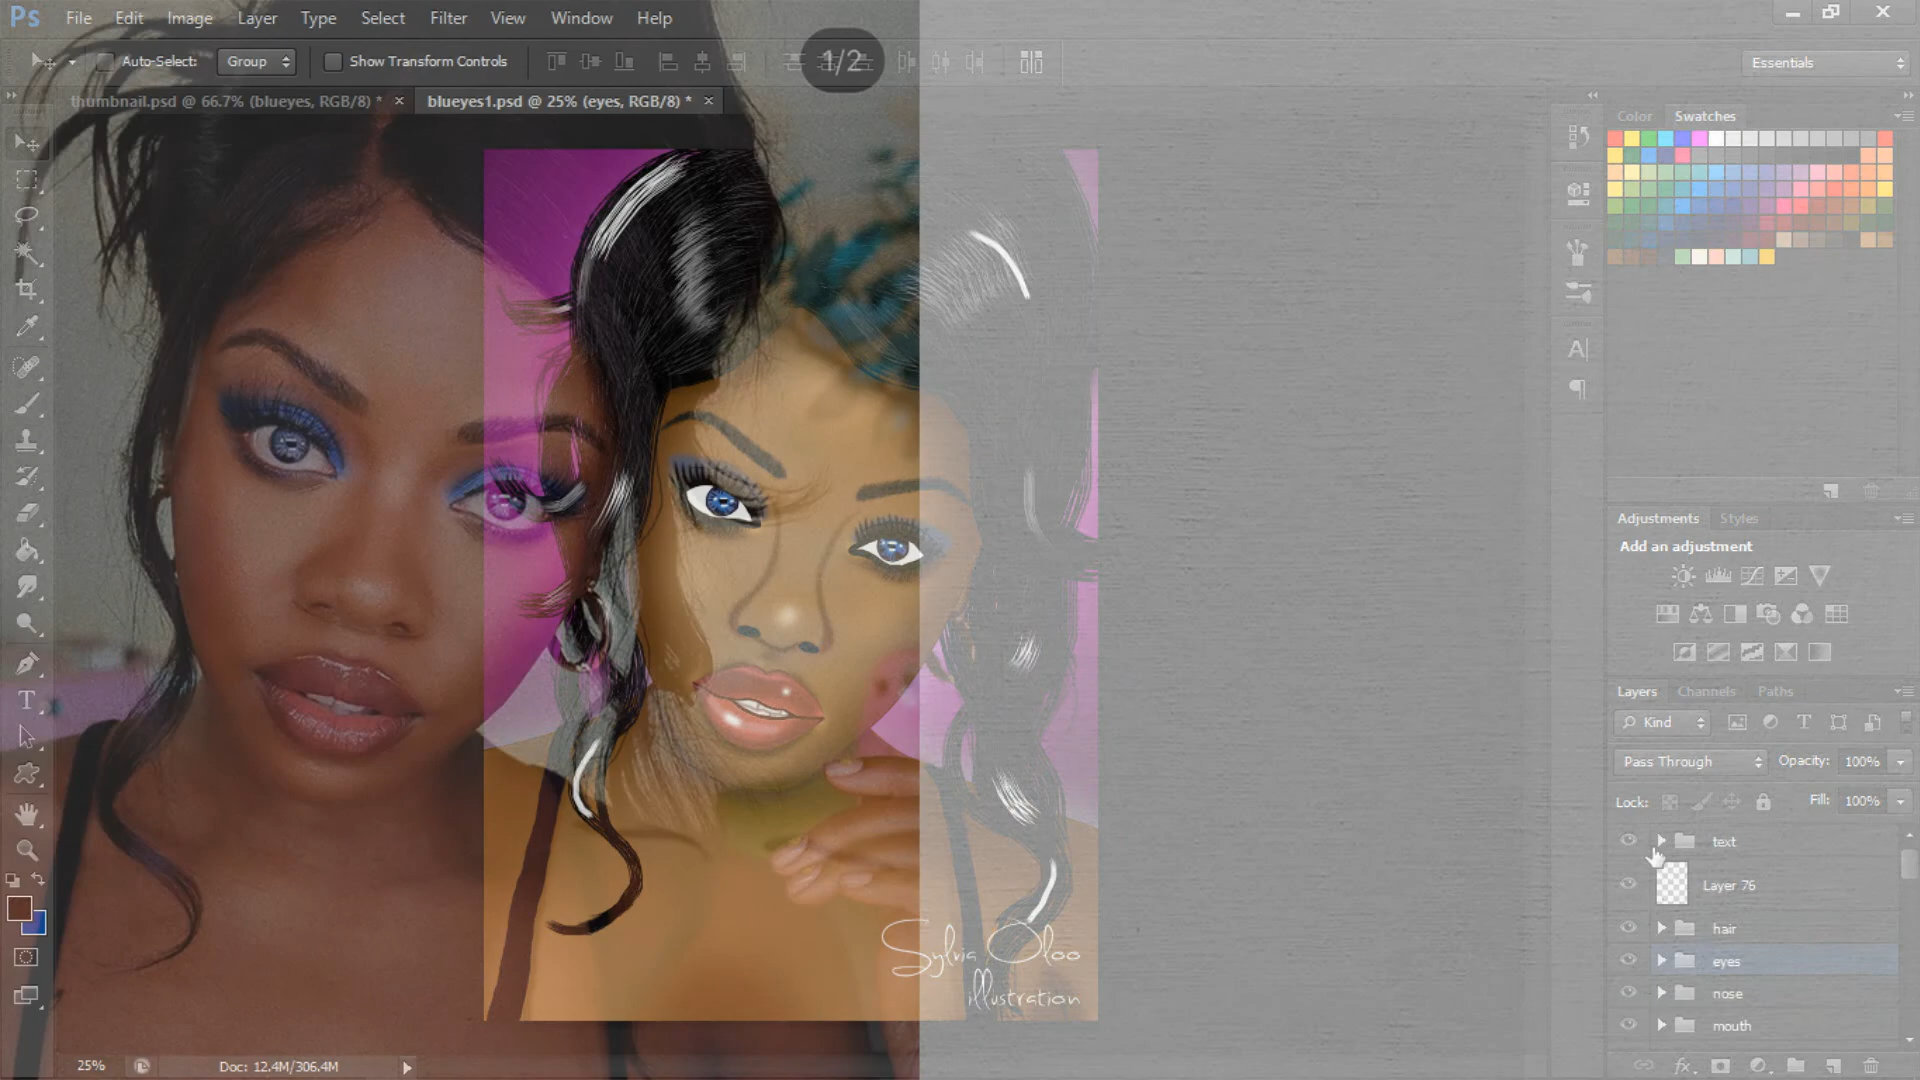 Ps File Edit Image Layer Type Select Filter View Window Help
Auto-Select: Group Show Transform Controls 1/2 Essentials
thumbnail.psd @ 66.7% (blueyes, RGB/8) * × blueyes1.psd @ 25% (eyes, RGB/8) * ×
Color Swatches
Adjustments Styles
Add an adjustment
Layers Channels Paths
Kind
Pass Through Opacity: 100%
Lock: Fill: 100%
text
Layer 76
hair
eyes
nose
mouth
Sylvia Oloo
illustration
25% Doc: 12.4M/306.4M